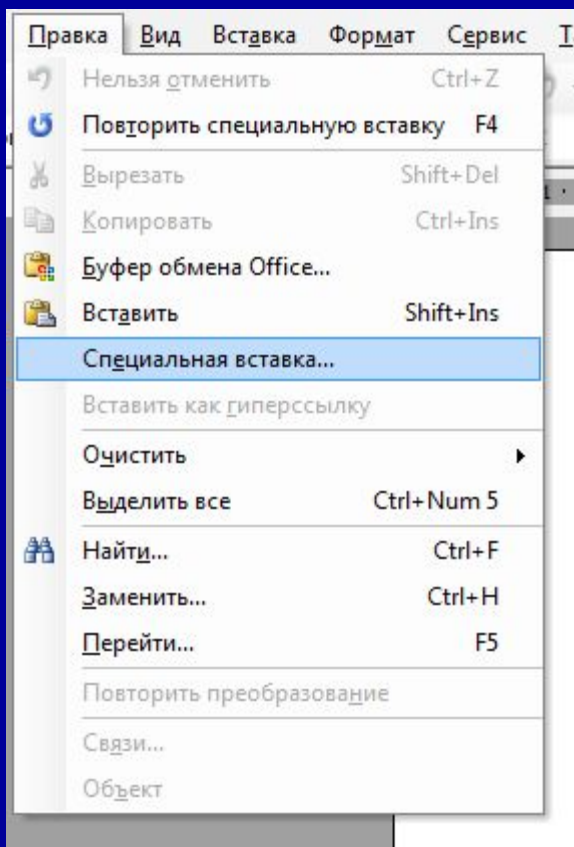 Правка Вид Вставка Формат Сервис
Нельзя отменить Ctrl+Z
Повторить специальную вставку F4
Вырезать Shift+Del
Копировать Ctrl+Ins
Буфер обмена Office...
Вставить Shift+Ins
Специальная вставка...
Вставить как гиперссылку
Очистить
Выделить все Ctrl+Num 5
Найти... Ctrl+F
Заменить... Ctrl+H
Перейти... F5
Повторить преобразование
Связи...
Объект